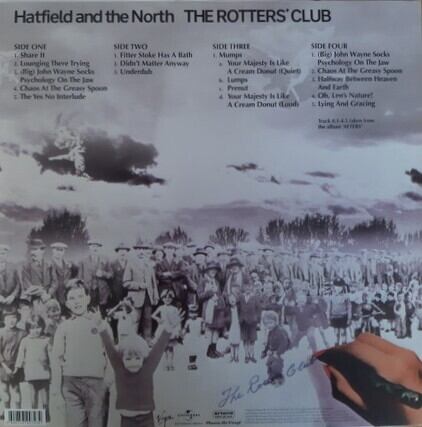 Hatfield and the North THE ROTTERS' CLUB
SIDE ONE
1. Share It
2. Lounging There Trying
3. (Big) John Wayne Socks
Psychology On The Jaw
4. Chaos At The Greasy Spoon
5. The Yes No Interlude
SIDE TWO
1. Fitter Stoke Has A Bath
2. Didn't Matter Anyway
3. Underdub
SIDE THREE
1. Mumps
a. Your Majesty Is Like
A Cream Donut (Quiet)
b. Lumps
c. Prenut
d. Your Majesty Is Like
A Cream Donut (Loud)
SIDE FOUR
1. (Big) John Wayne Socks
Psychology On The Jaw
2. Chaos At The Greasy Spoon
3. Halfway Between Heaven
And Earth
4. Oh, Len's Nature!
5. Lying And Gracing
Track 4.1-4.5 taken from
the album 'AFTERS'
The Rotters Club
Virgin
UNIVERSAL
Music On Vinyl